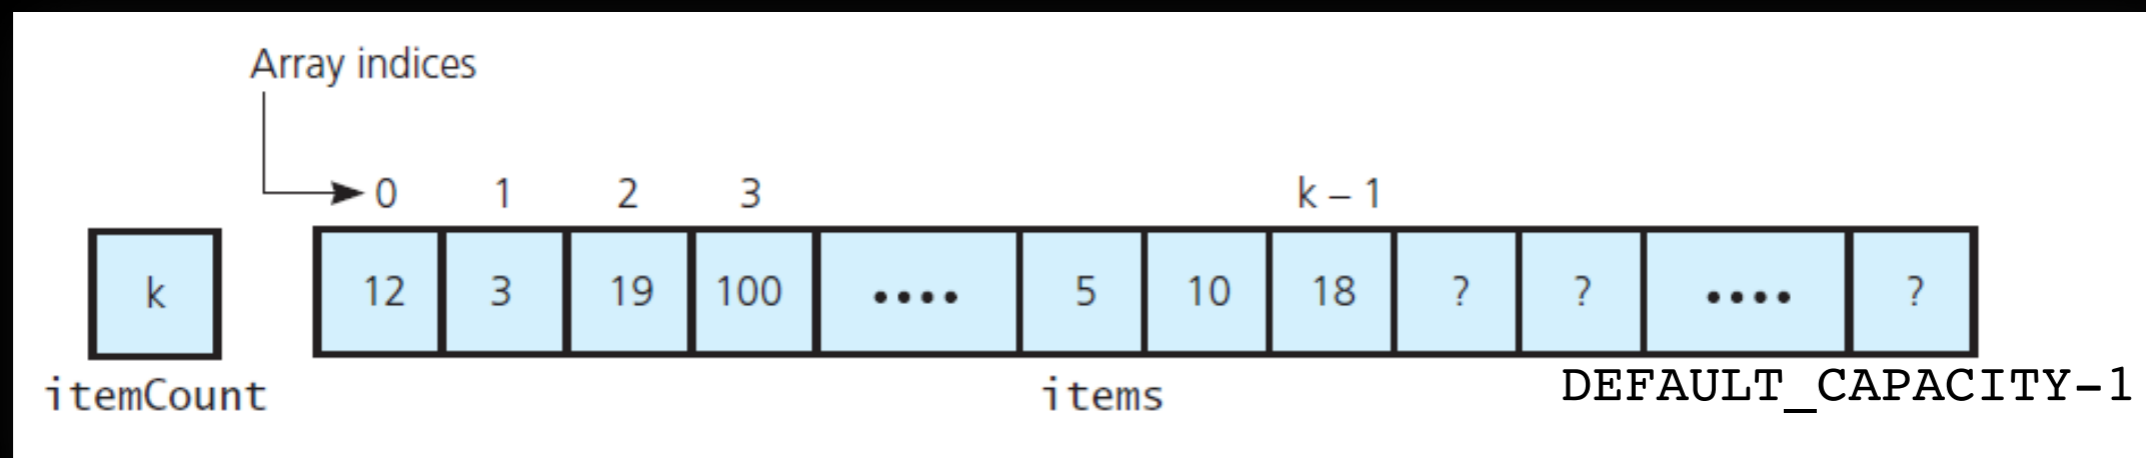 Array indices
0 1 2 3 k – 1
k 12 3 19 100 •••• 5 10 18 ? ? •••• ?
itemCount items DEFAULT_CAPACITY-1